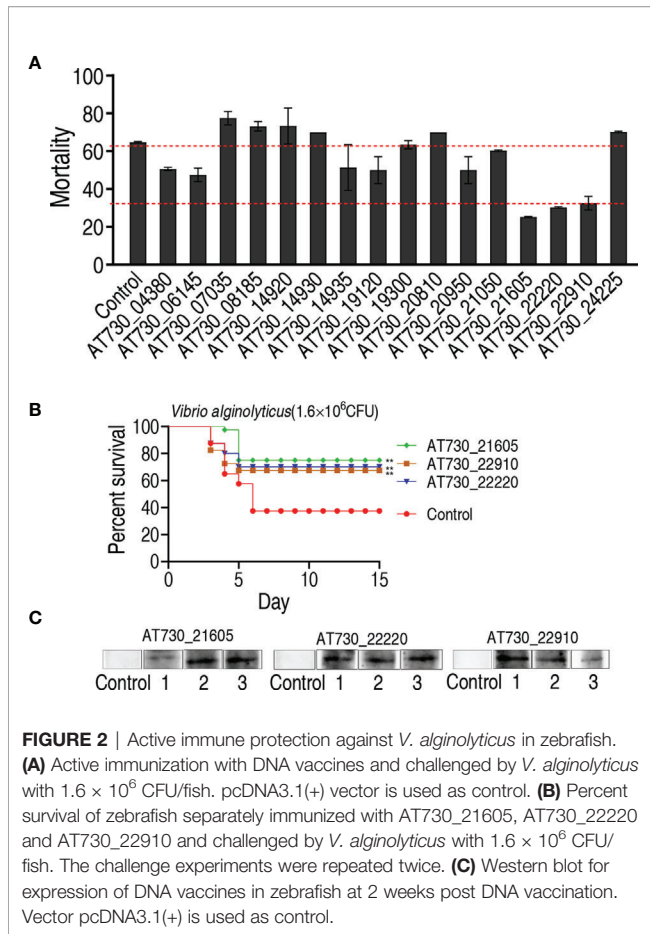 A
Mortality
100
80
60
40
20
0
Control
AT730_04380
AT730_06145
AT730_07035
AT730_08185
AT730_14920
AT730_14930
AT730_14935
AT730_19120
AT730_19300
AT730_20810
AT730_20950
AT730_21050
AT730_21605
AT730_22220
AT730_22910
AT730_24225
B
Vibrio alginolyticus(1.6×10⁶CFU)
Percent survival
100
80
60
40
20
0
0 5 10 15
Day
AT730_21605
AT730_22910
AT730_22220
Control
**
**
**
C
AT730_21605 AT730_22220 AT730_22910
Control 1 2 3 Control 1 2 3 Control 1 2 3
FIGURE 2 | Active immune protection against V. alginolyticus in zebrafish.
(A) Active immunization with DNA vaccines and challenged by V. alginolyticus
with 1.6 × 10⁶ CFU/fish. pcDNA3.1(+) vector is used as control. (B) Percent
survival of zebrafish separately immunized with AT730_21605, AT730_22220
and AT730_22910 and challenged by V. alginolyticus with 1.6 × 10⁶ CFU/
fish. The challenge experiments were repeated twice. (C) Western blot for
expression of DNA vaccines in zebrafish at 2 weeks post DNA vaccination.
Vector pcDNA3.1(+) is used as control.